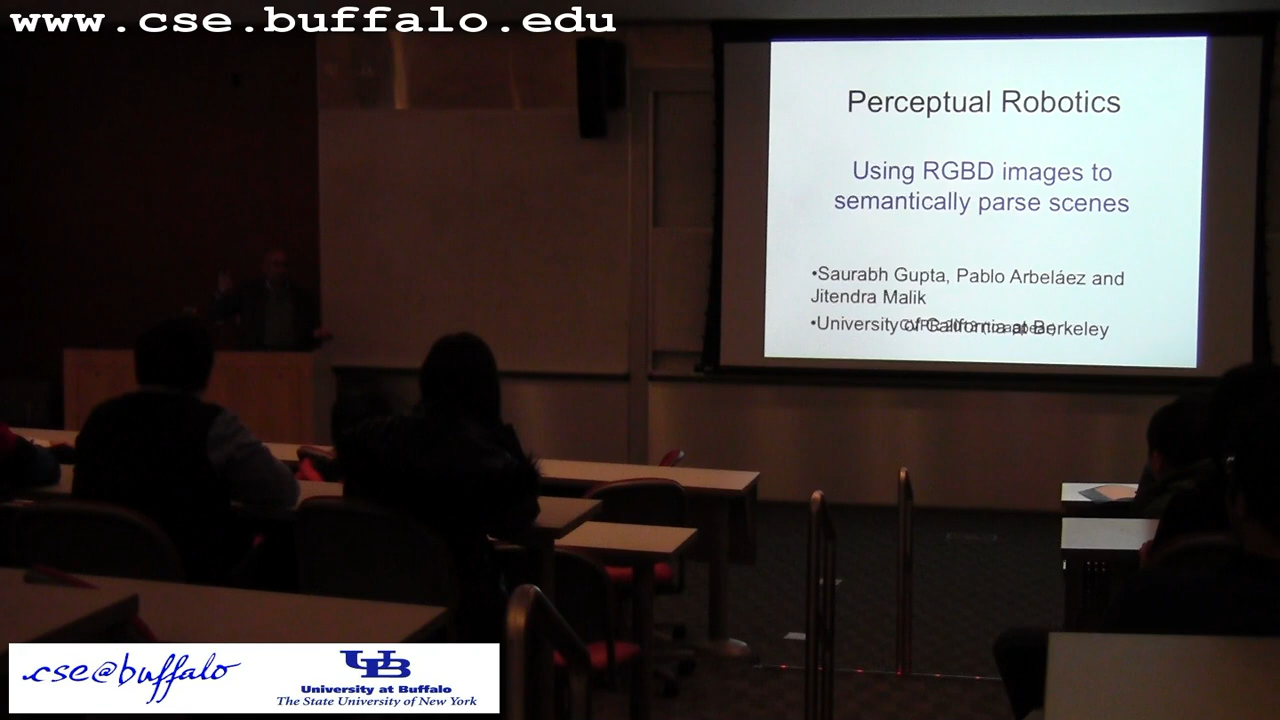 www.cse.buffalo.edu
Perceptual Robotics
Using RGBD images to
semantically parse scenes
•Saurabh Gupta, Pablo Arbeláez and
Jitendra Malik
•University of California at Berkeley
cse@buffalo
UB
University at Buffalo
The State University of New York